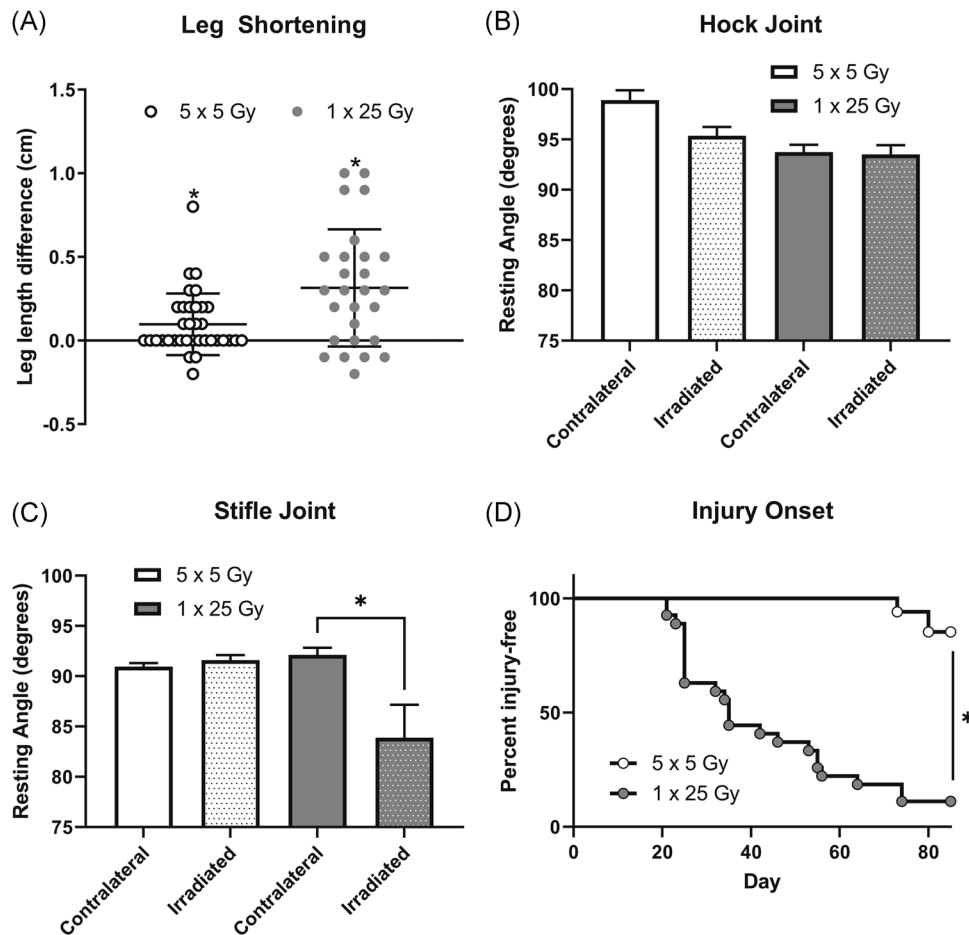 (A)
Leg Shortening
5 x 5 Gy
1 x 25 Gy
*
*
Leg length difference (cm)
1.5
1.0
0.5
0.0
-0.5
(B)
Hock Joint
5 x 5 Gy
1 x 25 Gy
Resting Angle (degrees)
100
95
90
85
80
75
Contralateral
Irradiated
Contralateral
Irradiated
(C)
Stifle Joint
5 x 5 Gy
1 x 25 Gy
*
Resting Angle (degrees)
100
95
90
85
80
75
Contralateral
Irradiated
Contralateral
Irradiated
(D)
Injury Onset
Percent injury-free
100
50
0
5 x 5 Gy
1 x 25 Gy
*
0
20
40
60
80
Day